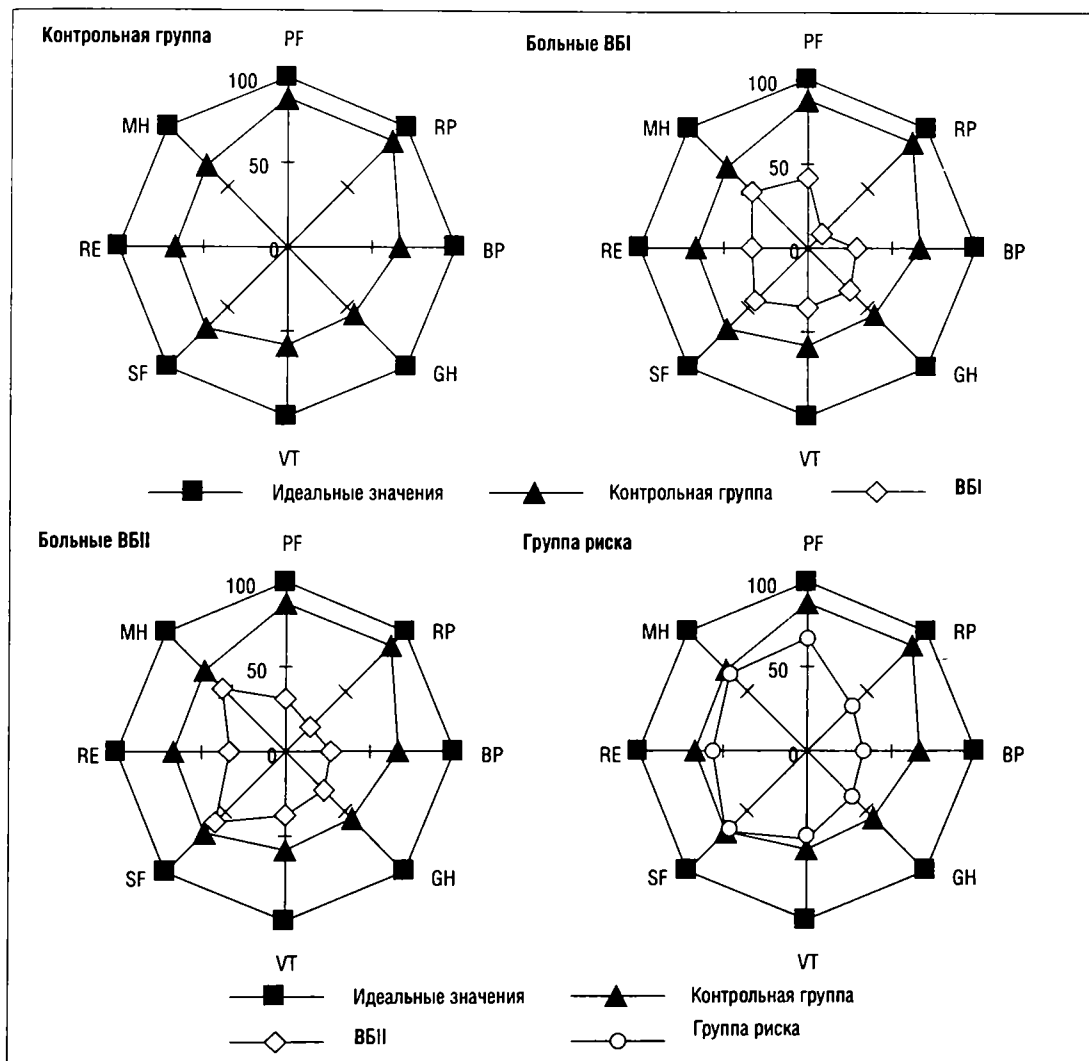 Контрольная группа
PF
100
MH
RP
50
RE
0
BP
SF
GH
VT
Больные ВБI
PF
100
MH
RP
50
RE
0
BP
SF
GH
VT
Идеальные значения
Контрольная группа
ВБI
Больные ВБII
PF
100
MH
RP
50
RE
0
BP
SF
GH
VT
Группа риска
PF
100
MH
RP
50
RE
0
BP
SF
GH
VT
Идеальные значения
Контрольная группа
ВБII
Группа риска